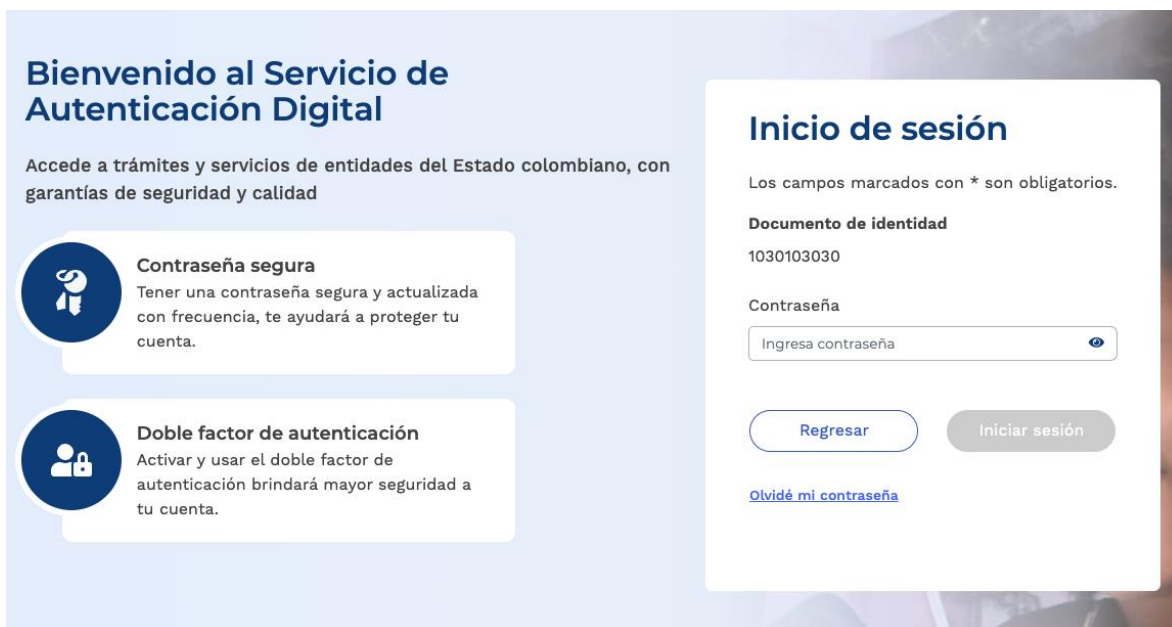 Bienvenido al Servicio de
Autenticación Digital
Accede a trámites y servicios de entidades del Estado colombiano, con
garantías de seguridad y calidad
Contraseña segura
Tener una contraseña segura y actualizada
con frecuencia, te ayudará a proteger tu
cuenta.
Doble factor de autenticación
Activar y usar el doble factor de
autenticación brindará mayor seguridad a
tu cuenta.
Inicio de sesión
Los campos marcados con * son obligatorios.
Documento de identidad
1030103030
Contraseña
Ingresa contraseña
Regresar
Iniciar sesión
Olvidé mi contraseña